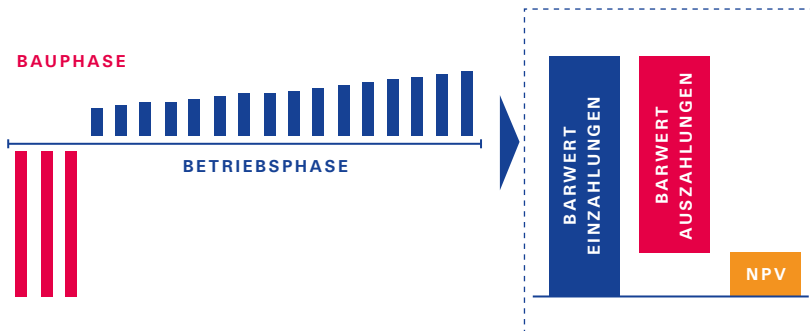 BAUPHASE
BETRIEBSPHASE
BARWERT
EINZAHLUNGEN
BARWERT
AUSZAHLUNGEN
NPV